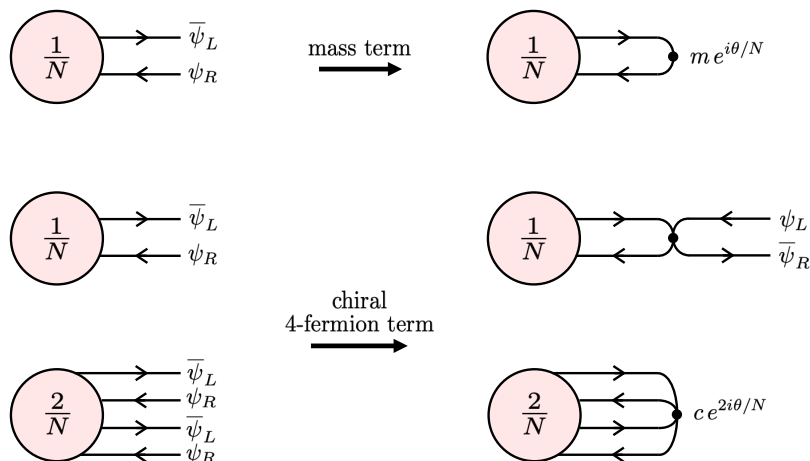 1/N ψ̅_L
ψ_R
mass term
1/N m e^{iθ/N}
1/N ψ̅_L
ψ_R
1/N ψ_L
ψ̅_R
chiral
4-fermion term
2/N ψ̅_L
ψ_R
ψ̅_L
ψ_R
2/N c e^{2iθ/N}